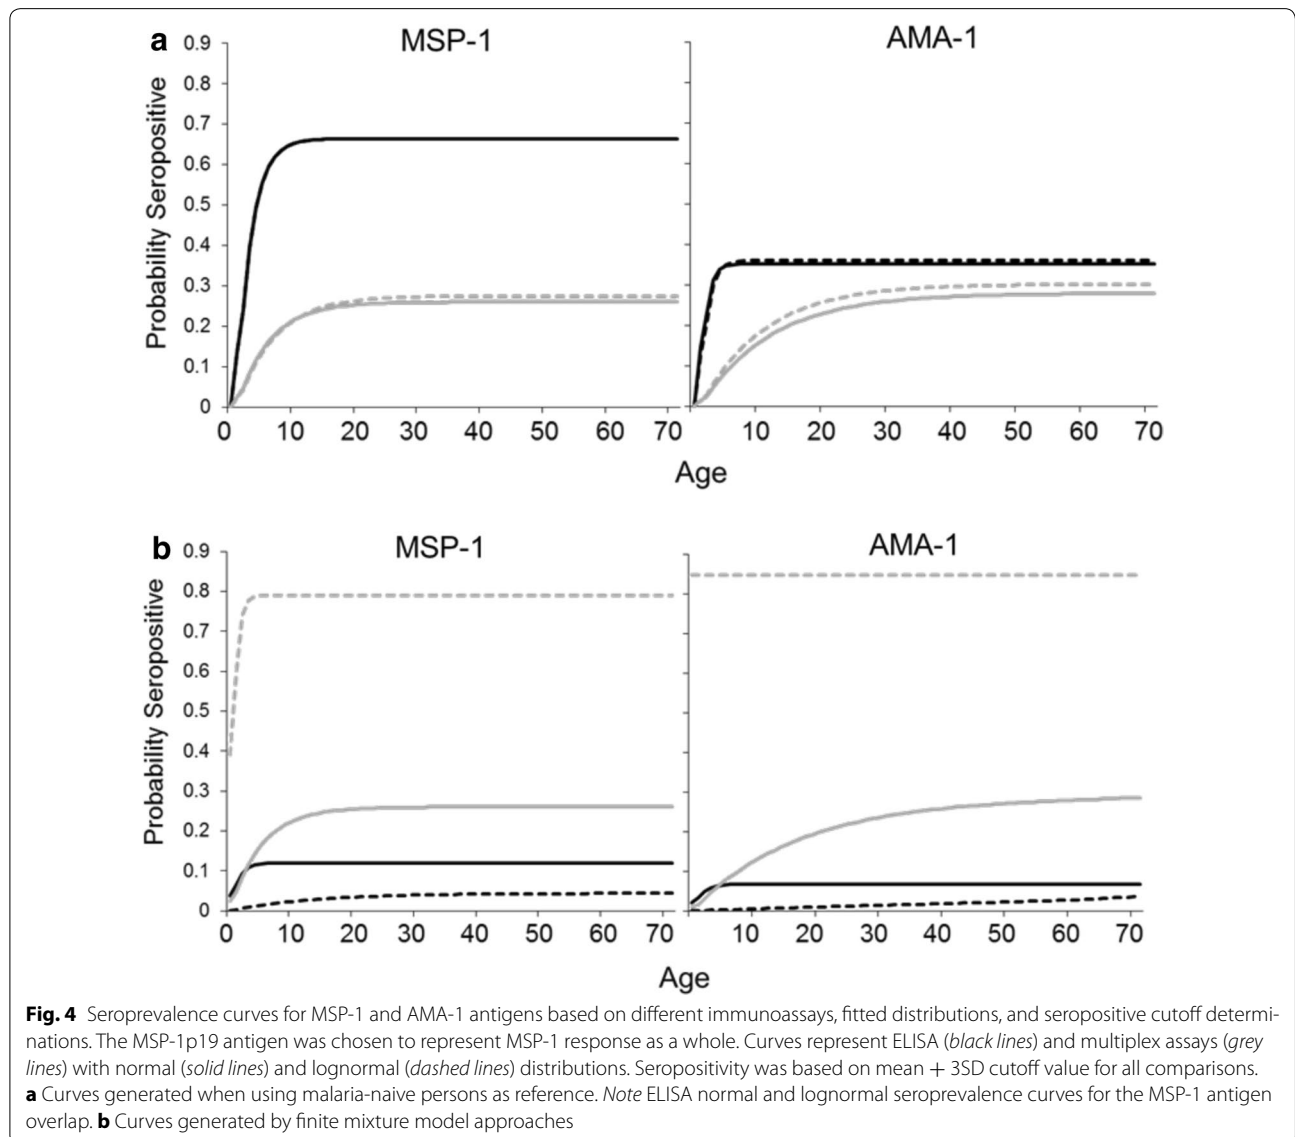 a
MSP-1
AMA-1
Probability Seropositive
0.9
0.8
0.7
0.6
0.5
0.4
0.3
0.2
0.1
0
0 10 20 30 40 50 60 70
10 20 30 40 50 60 70
Age
b
MSP-1
AMA-1
Probability Seropositive
0.9
0.8
0.7
0.6
0.5
0.4
0.3
0.2
0.1
0
0 10 20 30 40 50 60 70
10 20 30 40 50 60 70
Age
Fig. 4 Seroprevalence curves for MSP-1 and AMA-1 antigens based on different immunoassays, fitted distributions, and seropositive cutoff determi-
nations. The MSP-1p19 antigen was chosen to represent MSP-1 response as a whole. Curves represent ELISA (black lines) and multiplex assays (grey
lines) with normal (solid lines) and lognormal (dashed lines) distributions. Seropositivity was based on mean + 3SD cutoff value for all comparisons.
a Curves generated when using malaria-naive persons as reference. Note ELISA normal and lognormal seroprevalence curves for the MSP-1 antigen
overlap. b Curves generated by finite mixture model approaches